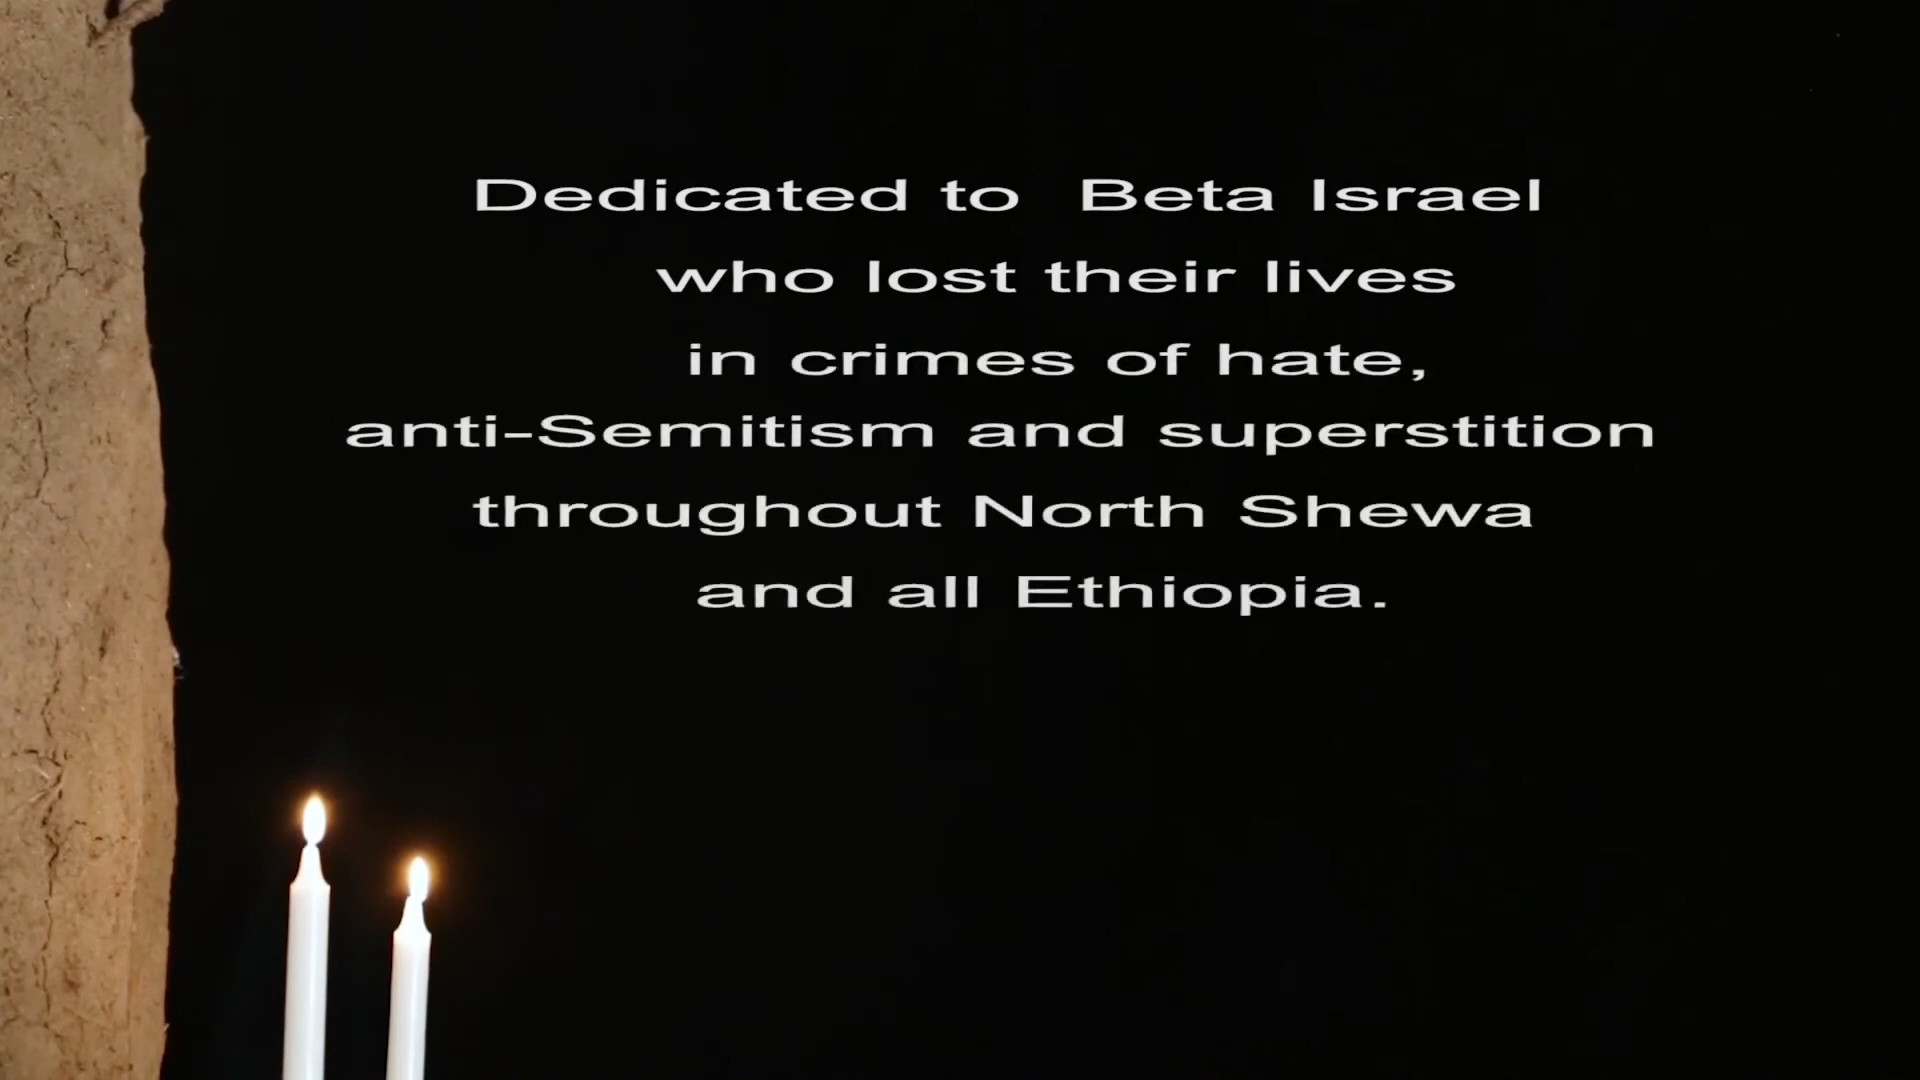 Dedicated to Beta Israel
who lost their lives
in crimes of hate,
anti-Semitism and superstition
throughout North Shewa
and all Ethiopia.